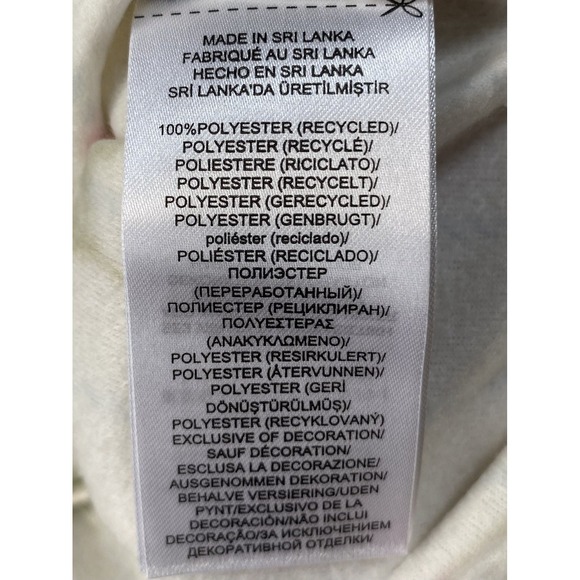 MADE IN SRI LANKA
FABRIQUÉ AU SRI LANKA
HECHO EN SRI LANKA
SRİ LANKA'DA ÜRETİLMİŞTİR
100%POLYESTER (RECYCLED)/
POLYESTER (RECYCLÉ)/
POLIESTERE (RICICLATO)/
POLYESTER (RECYCELT)/
POLYESTER (GERECYCLED)/
POLYESTER (GENBRUGT)/
poliéster (reciclado)/
POLIÉSTER (RECICLADO)/
ПОЛИЭСТЕР
(ПЕРЕРАБОТАННЫЙ)/
ПОЛИЕСТЕР (РЕЦИКЛИРАН)/
ΠΟΛΥΕΣΤΕΡΑΣ
(ΑΝΑΚΥΚΛΩΜΕΝΟ)/
POLYESTER (RESIRKULERT)/
POLYESTER (ÅTERVUNNEN)/
POLYESTER (GERİ
DÖNÜŞTÜRÜLMÜŞ)/
POLYESTER (RECYKLOVANÝ)
EXCLUSIVE OF DECORATION/
SAUF DÉCORATION/
ESCLUSA LA DECORAZIONE/
AUSGENOMMEN DEKORATION/
BEHALVE VERSIERING/UDEN
PYNT/EXCLUSIVO DE LA
DECORACIÓN/NÃO INCLUI
DECORAÇÃO/ЗА ИСКЛЮЧЕНИЕМ
ДЕКОРАТИВНОЙ ОТДЕЛКИ/